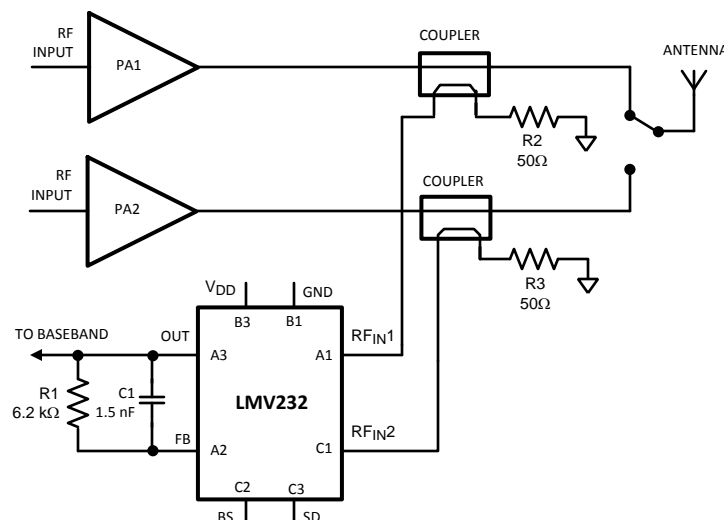 RF
INPUT
PA1
COUPLER
ANTENNA
R2
50Ω
RF
INPUT
PA2
COUPLER
R3
50Ω
VDD
GND
B3
B1
TO BASEBAND
OUT
RFIN1
A3
A1
R1
6.2 kΩ
C1
1.5 nF
LMV232
FB
RFIN2
A2
C1
C2
C3
BS
SD